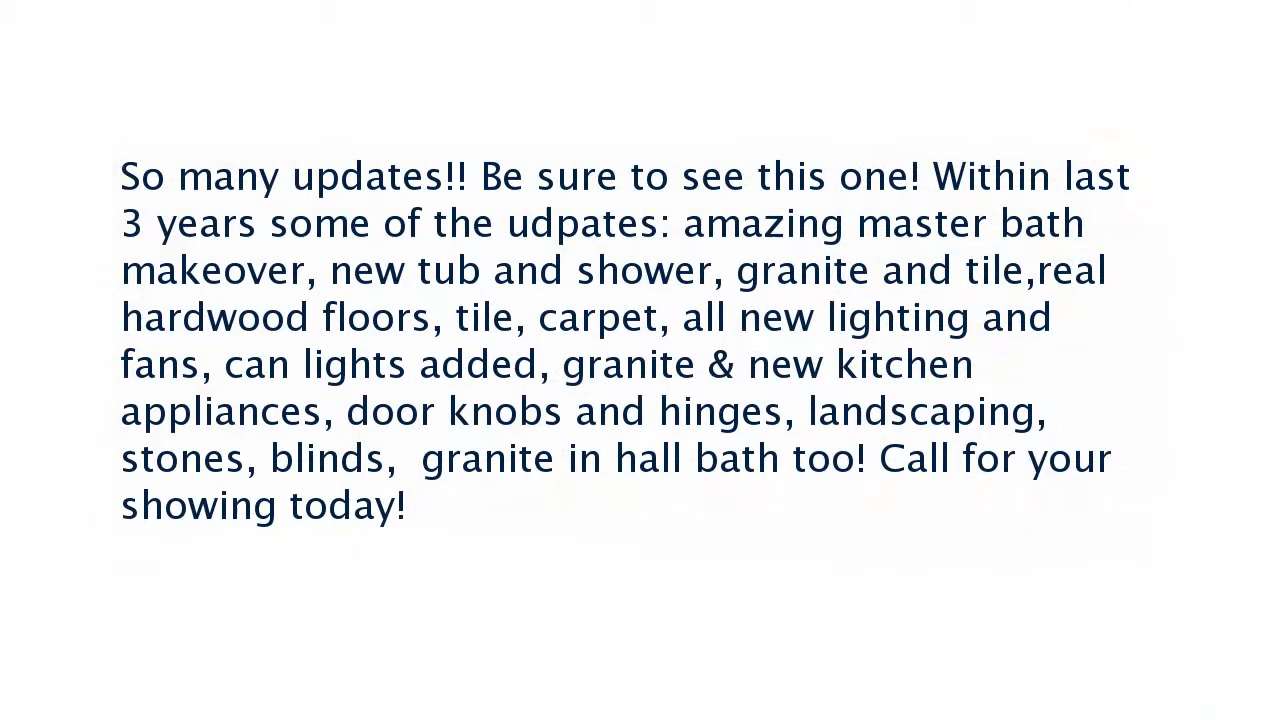 So many updates!! Be sure to see this one! Within last
3 years some of the udpates: amazing master bath
makeover, new tub and shower, granite and tile,real
hardwood floors, tile, carpet, all new lighting and
fans, can lights added, granite & new kitchen
appliances, door knobs and hinges, landscaping,
stones, blinds,  granite in hall bath too! Call for your
showing today!